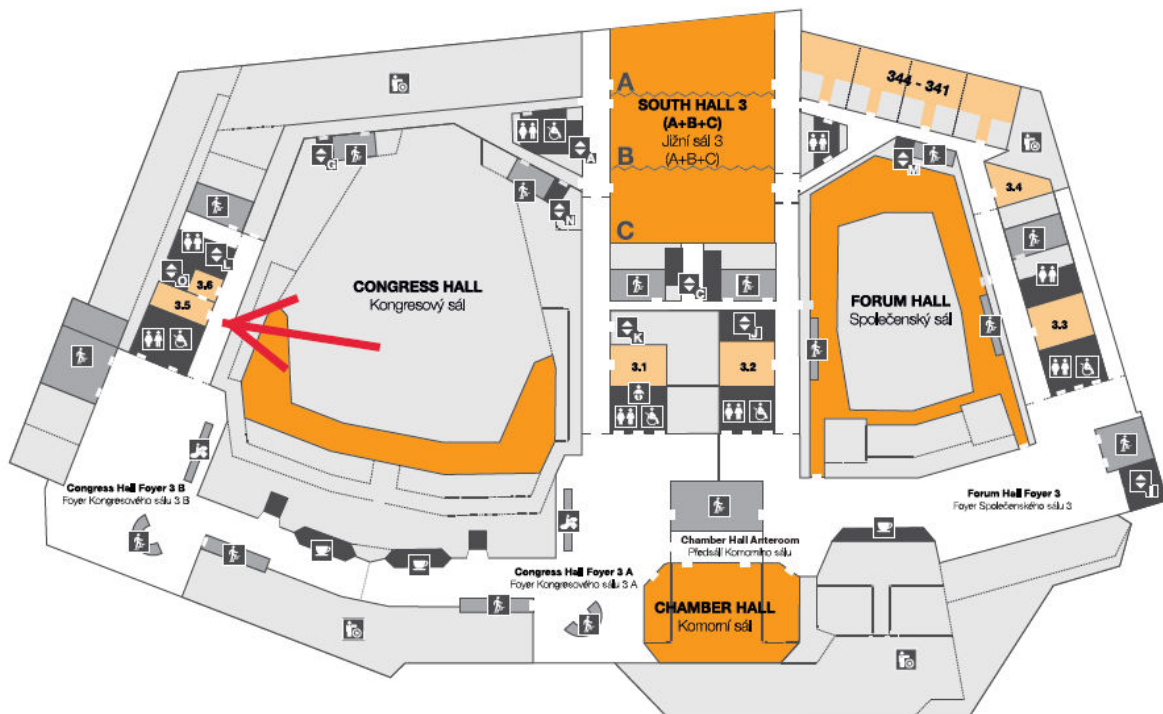 344 - 341
A
SOUTH HALL 3
(A+B+C)
Jižní sál 3
(A+B+C)
B
C
G
A
N
M
3.4
L
O
3.6
3.5
CONGRESS HALL
Kongresový sál
C
FORUM HALL
Společenský sál
K
J
3.1
3.2
3.3
Congress Hall Foyer 3 B
Foyer Kongresového sálu 3 B
Forum Hall Foyer 3
Foyer Společenského sálu 3
Chamber Hall Anteroom
Předsálí Komorního sálu
Congress Hall Foyer 3 A
Foyer Kongresového sálu 3 A
CHAMBER HALL
Komorní sál